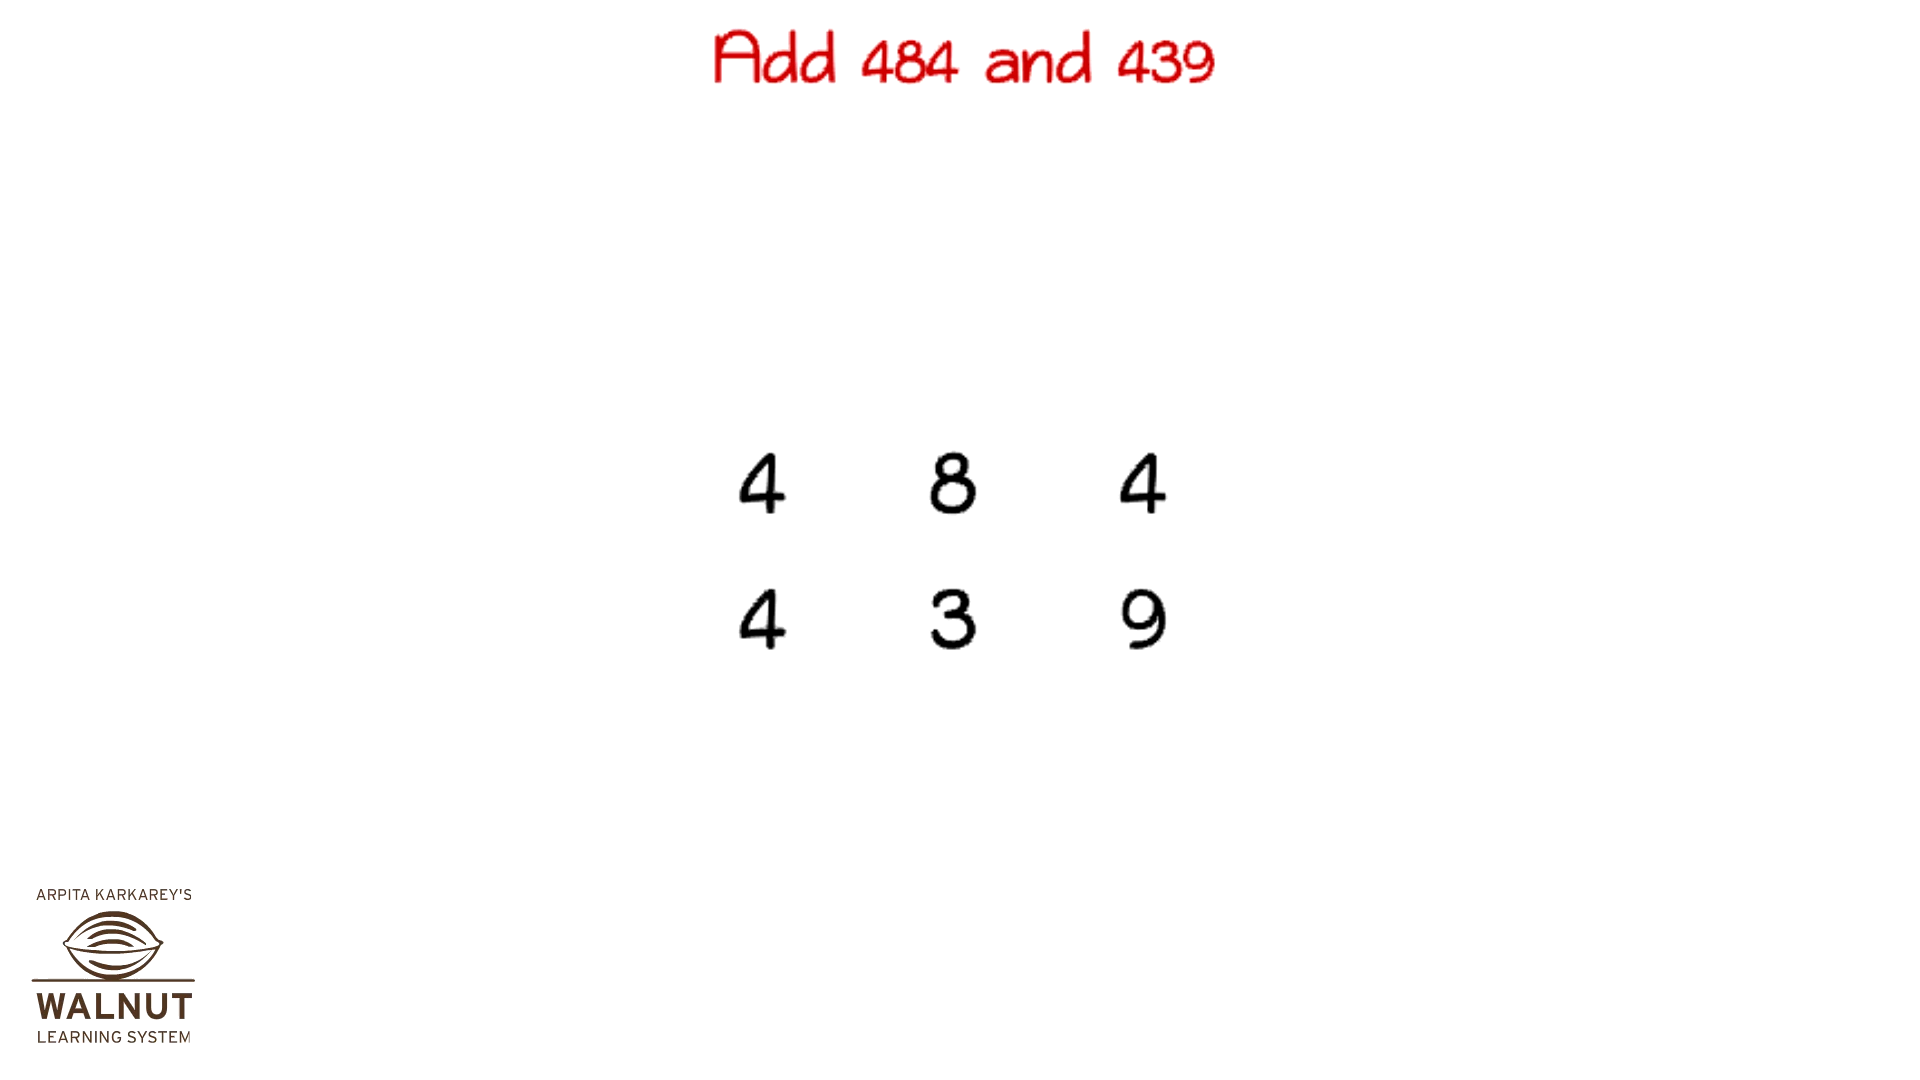 Add 484 and 439
4 8 4
4 3 9
ARPITA KARKAREY'S
WALNUT
LEARNING SYSTEM